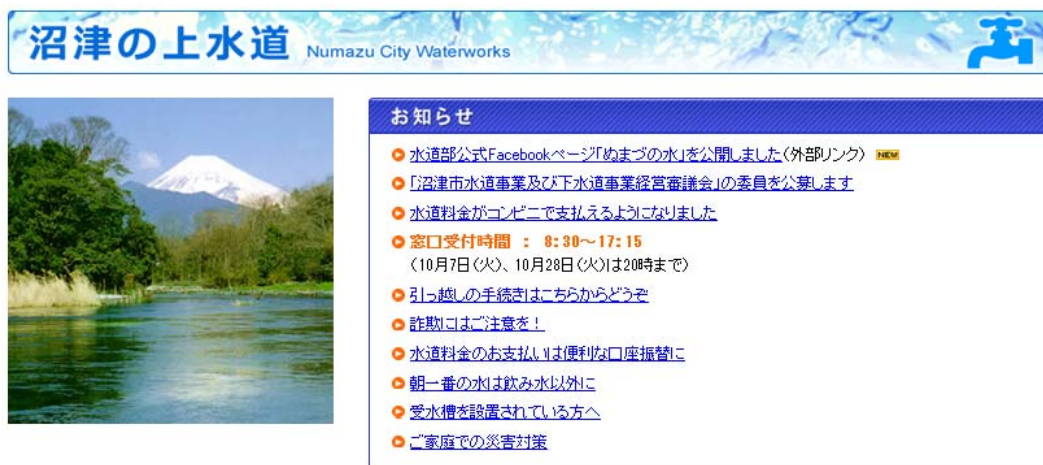 沼津の上水道 Numazu City Waterworks
お知らせ
水道部公式Facebookページ「ぬまづの水」を公開しました(外部リンク) NEW
「沼津市水道事業及び下水道事業経営審議会」の委員を公募します
水道料金がコンビニで支払えるようになりました
窓口受付時間 : 8:30～17:15
(10月7日(火)、10月28日(火)は20時まで)
引っ越しの手続きはこちらからどうぞ
詐欺にはご注意を!
水道料金のお支払いは便利な口座振替に
朝一番の水は飲み水以外に
受水槽を設置されている方へ
ご家庭での災害対策